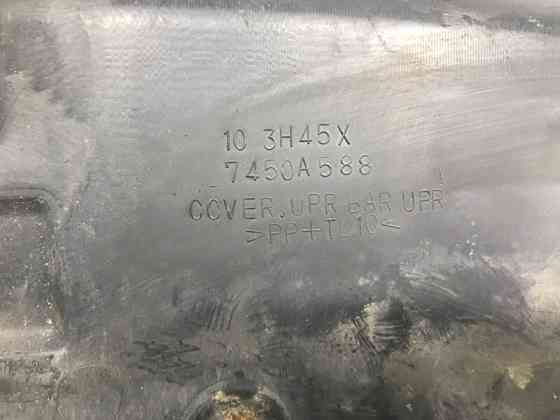 10 3H45X
7450A588
COVER,UPR BAR UPR
>PP+TD10<